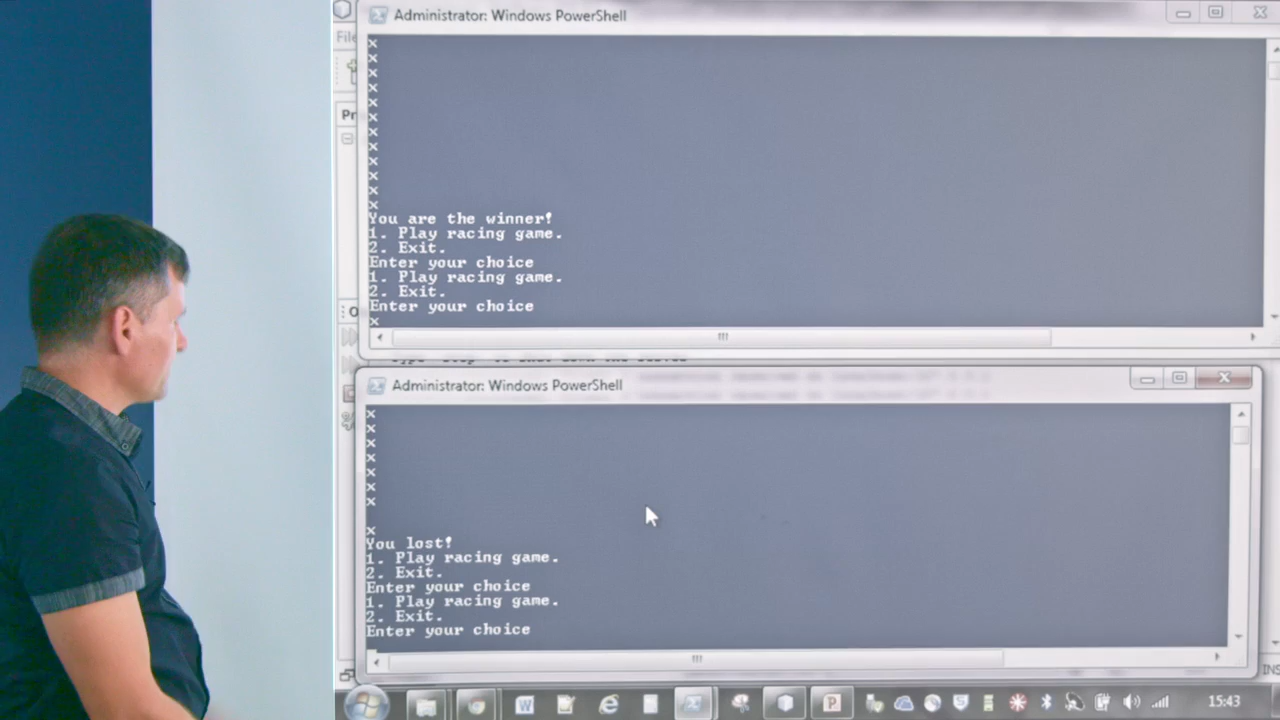 Administrator: Windows PowerShell
File
x
x
x
x
x
x
x
x
x
x
x
x
You are the winner!
1. Play racing game.
2. Exit.
Enter your choice
1. Play racing game.
2. Exit.
Enter your choice
x
Administrator: Windows PowerShell
x
x
x
x
x
x
x
x
You lost!
1. Play racing game.
2. Exit.
Enter your choice
1. Play racing game.
2. Exit.
Enter your choice
INS
15:43